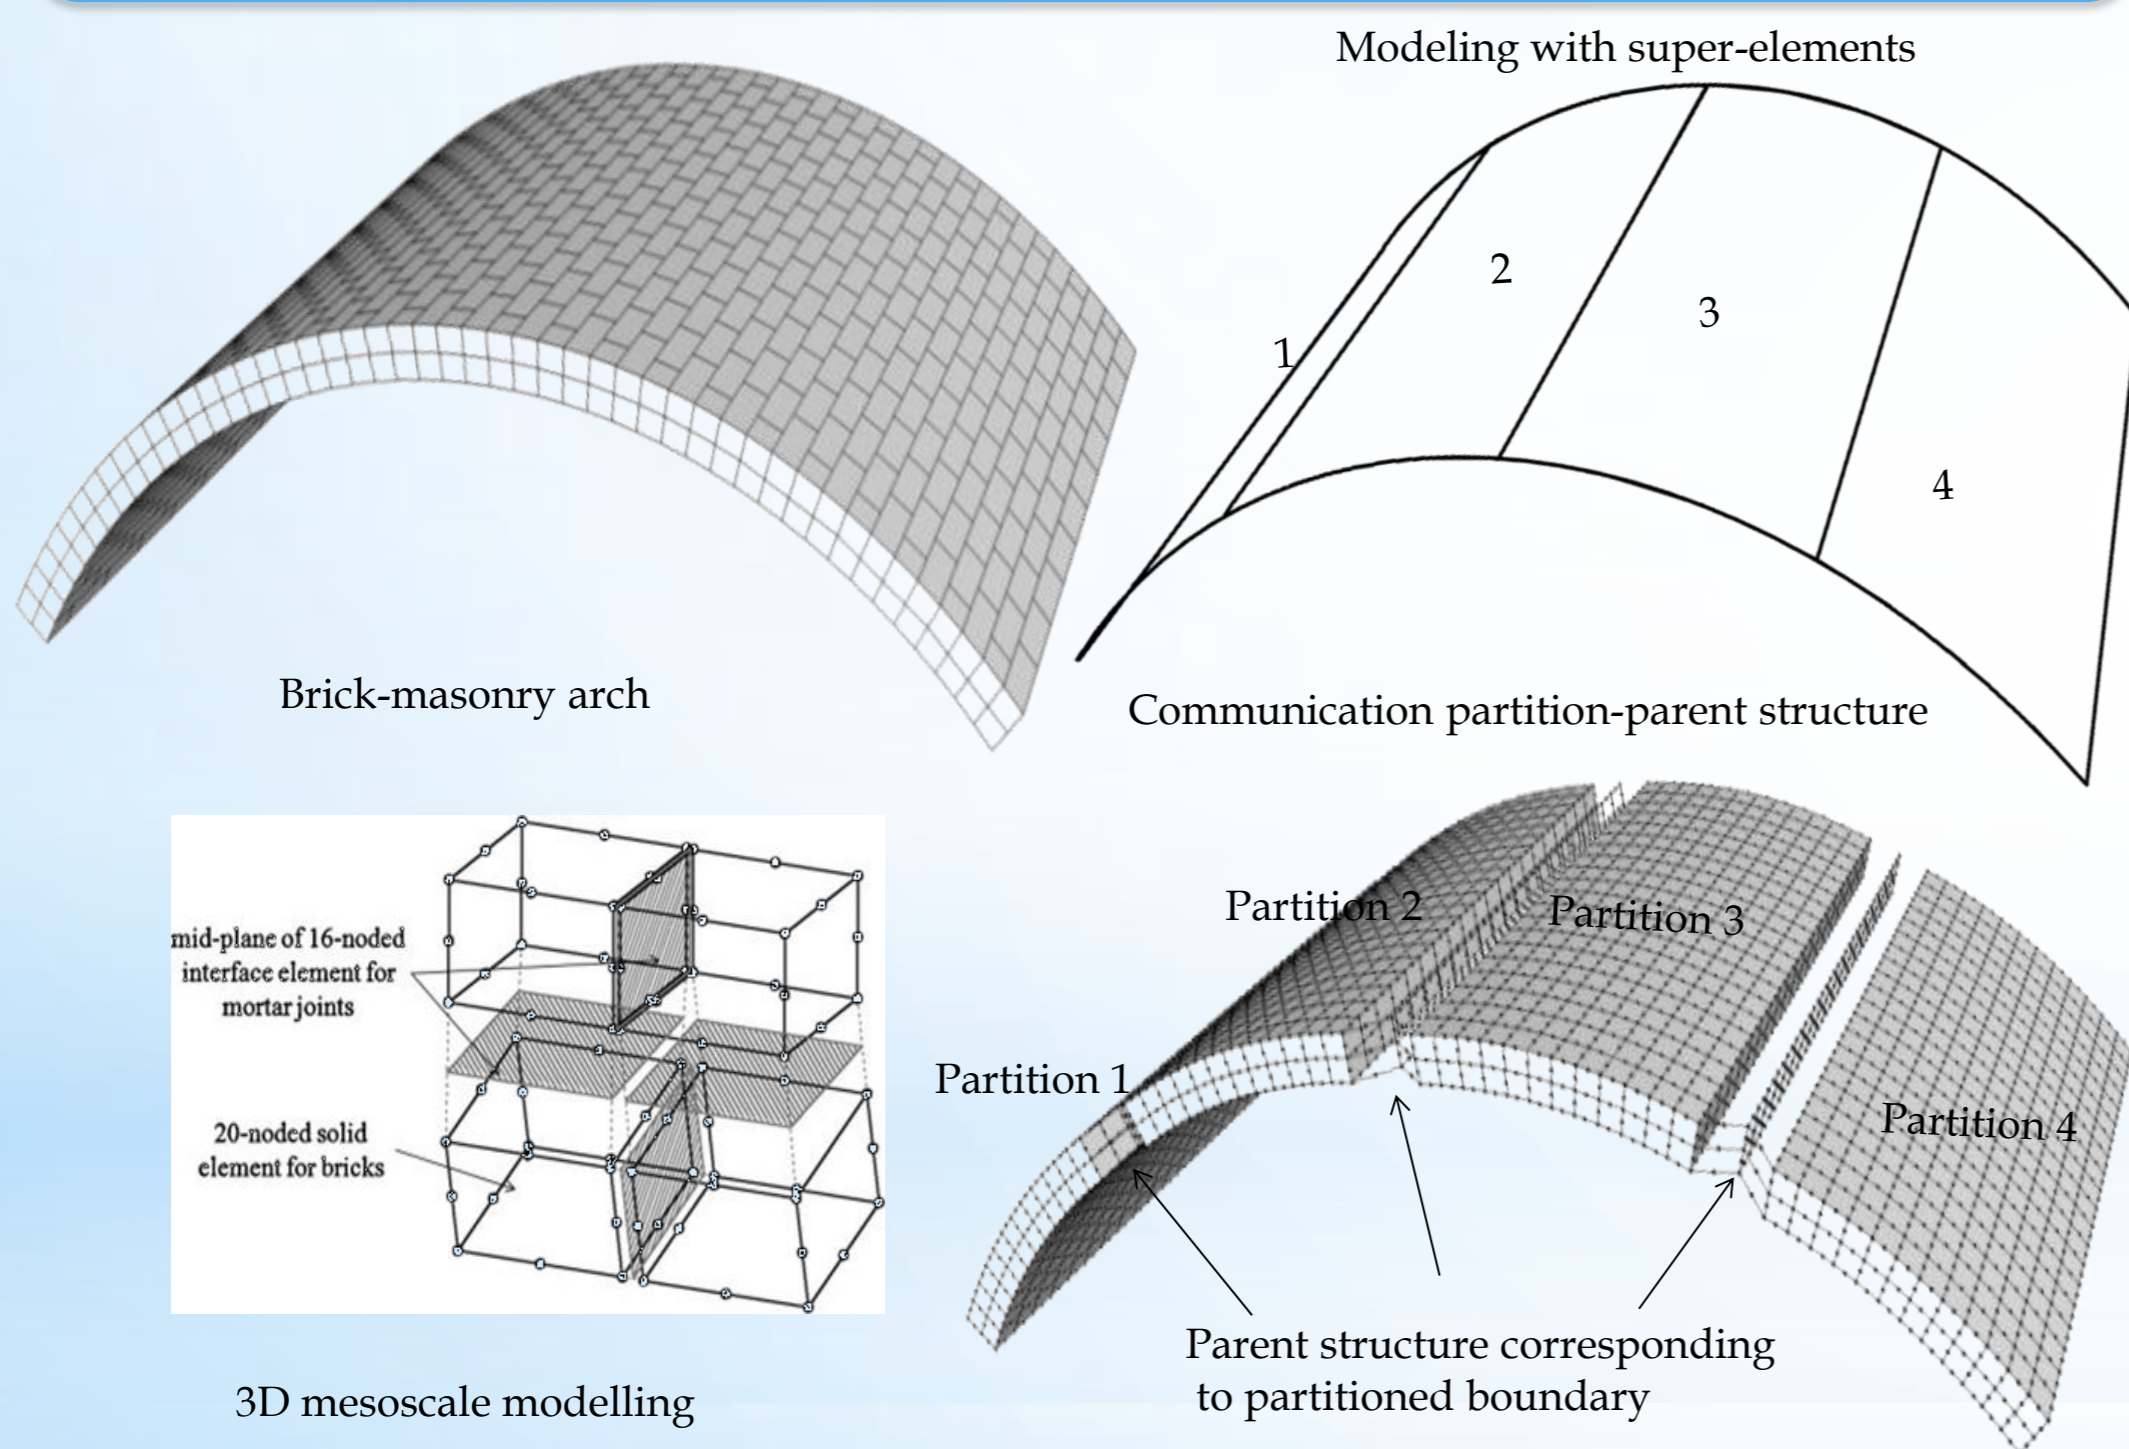 Modeling with super-elements
1
2
3
4
Brick-masonry arch
Communication partition-parent structure
mid-plane of 16-noded
interface element for
mortar joints
20-noded solid
element for bricks
3D mesoscale modelling
Partition 1
Partition 2
Partition 3
Partition 4
Parent structure corresponding
to partitioned boundary